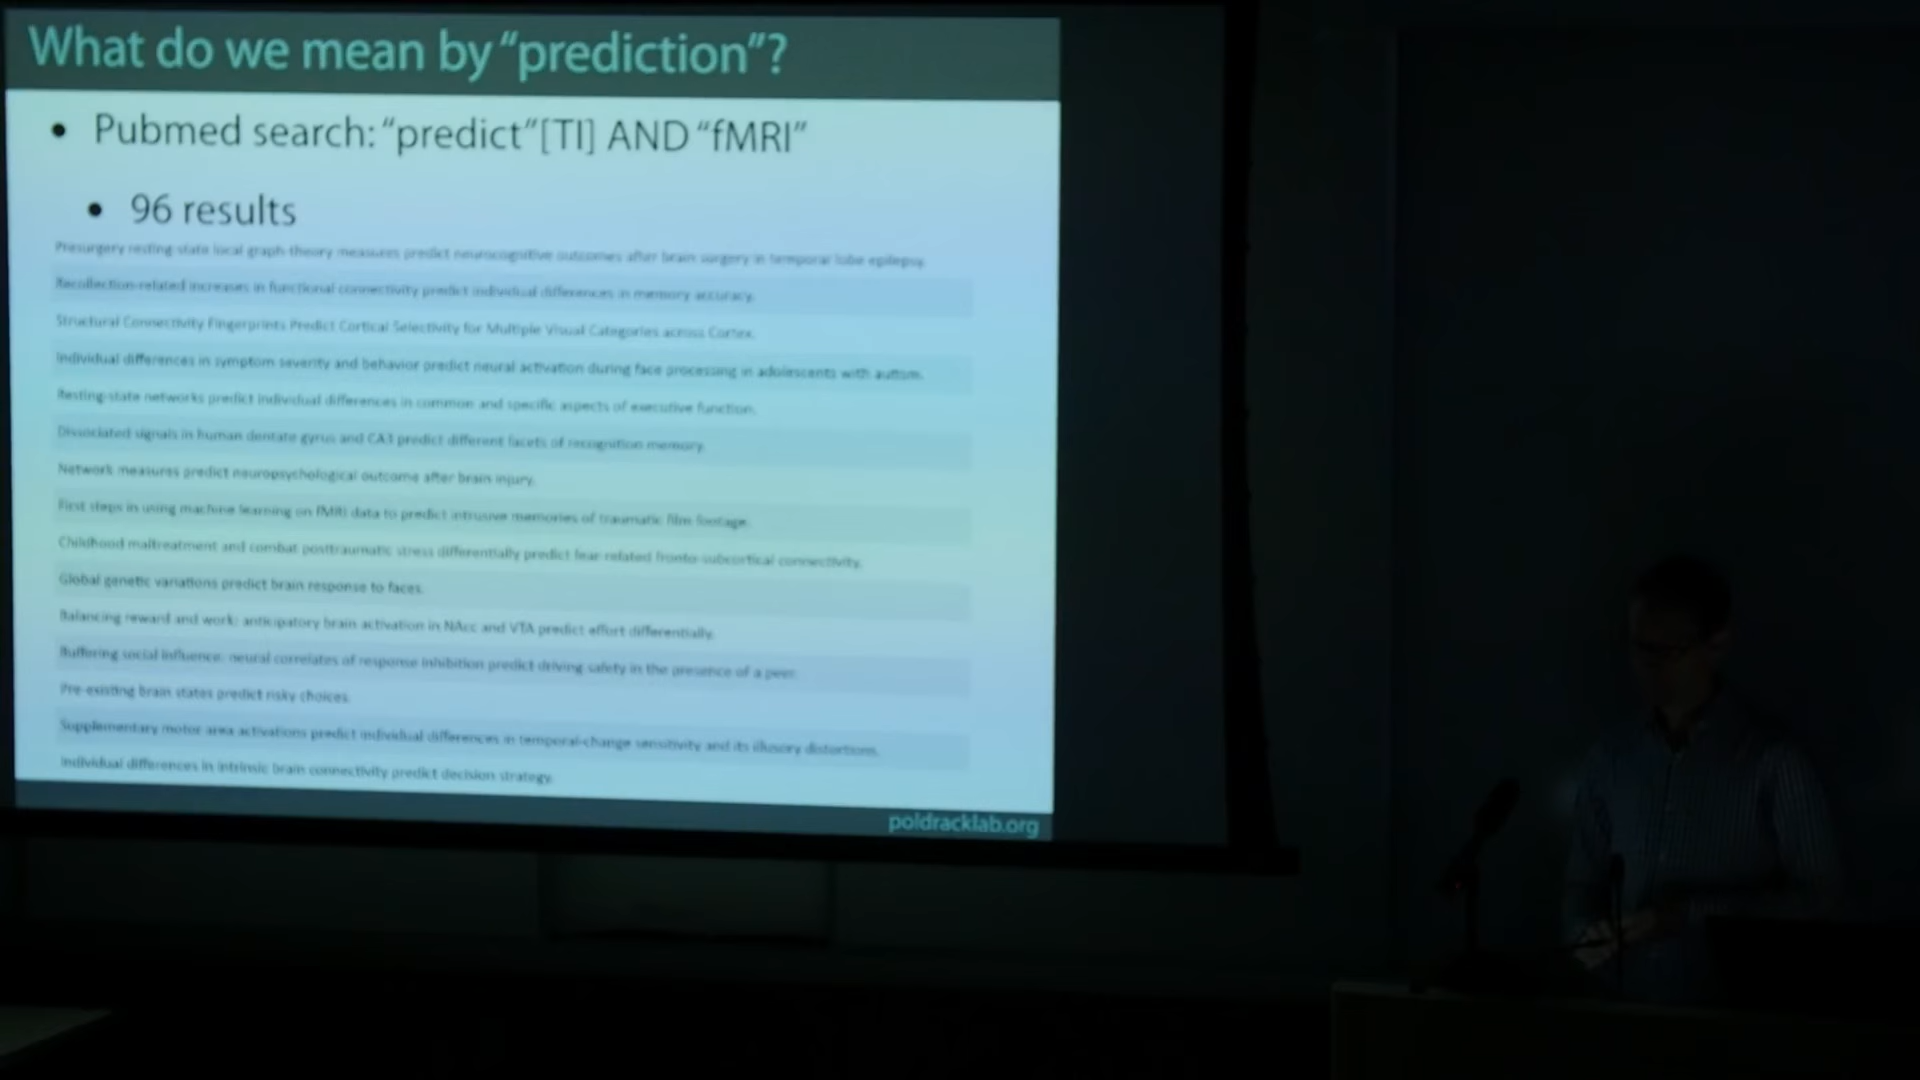 What do we mean by “prediction”?
• Pubmed search: “predict”[TI] AND “fMRI”
• 96 results
Presurgery resting-state local graph-theory measures predict neurocognitive outcomes after brain surgery in temporal lobe epilepsy.
Recollection-related increases in functional connectivity predict individual differences in memory accuracy.
Structural Connectivity Fingerprints Predict Cortical Selectivity for Multiple Visual Categories across Cortex.
Individual differences in symptom severity and behavior predict neural activation during face processing in adolescents with autism.
Resting-state networks predict individual differences in common and specific aspects of executive function.
Dissociated signals in human dentate gyrus and CA3 predict different facets of recognition memory.
Network measures predict neuropsychological outcome after brain injury.
First steps in using machine learning on fMRI data to predict intrusive memories of traumatic film footage.
Childhood maltreatment and combat posttraumatic stress differentially predict fear-related fronto-subcortical connectivity.
Global genetic variations predict brain response to faces.
Balancing reward and work: anticipatory brain activation in NAcc and VTA predict effort differentially.
Buffering social influence: neural correlates of response inhibition predict driving safety in the presence of a peer.
Pre-existing brain states predict risky choices.
Supplementary motor area activations predict individual differences in temporal-change sensitivity and its illusory distortions.
Individual differences in intrinsic brain connectivity predict decision strategy.
poldracklab.org